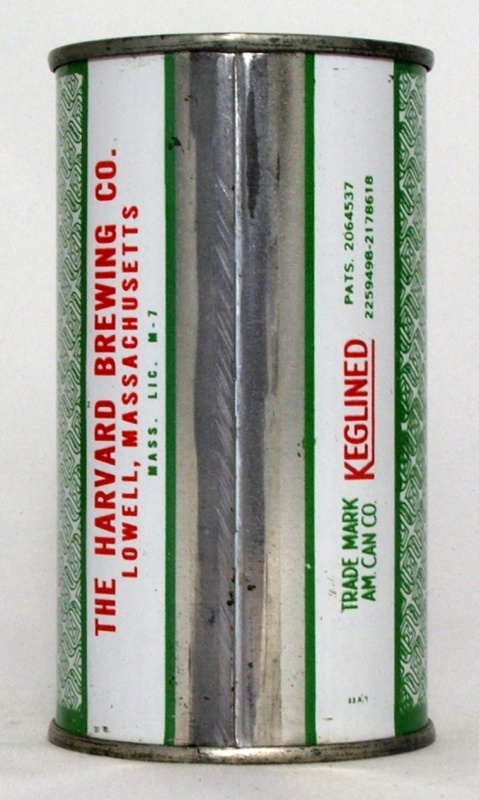 THE HARVARD BREWING CO.
LOWELL, MASSACHUSETTS
MASS. LIC. M-7
TRADE MARK
AM. CAN CO.
KEGLINED
PATS. 2064537
2259498-2178618